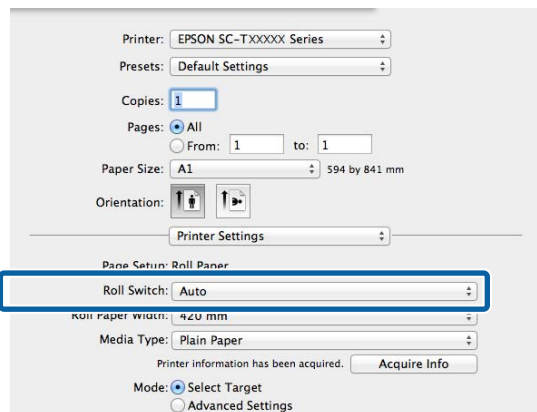 Printer: EPSON SC-TXXXXX Series
Presets: Default Settings
Copies: 1
Pages: All
From: 1 to: 1
Paper Size: A1 594 by 841 mm
Orientation:
Printer Settings
Page Setup: Roll Paper
Roll Switch: Auto
Roll Paper Width: 420 mm
Media Type: Plain Paper
Printer information has been acquired. Acquire Info
Mode: Select Target
Advanced Settings